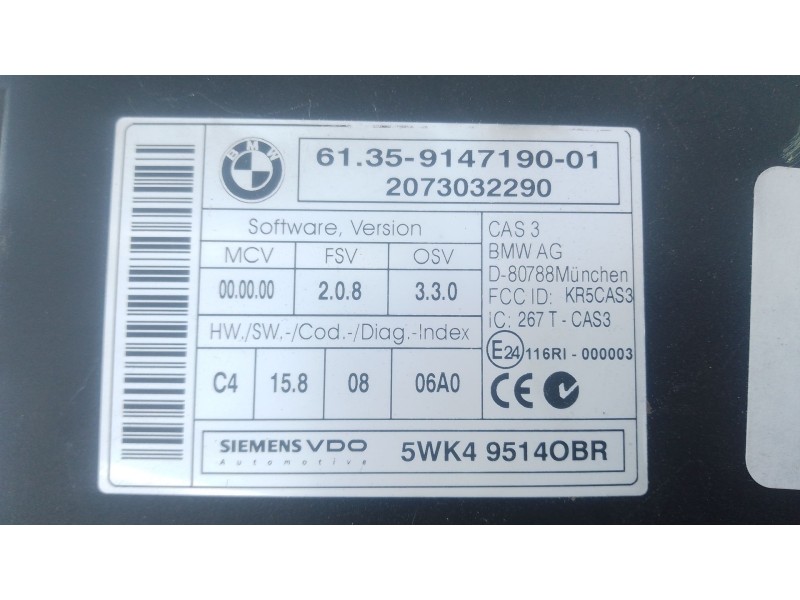 BMW
61.35-9147190-01
2073032290
Software, Version
MCV FSV OSV
00.00.00 2.0.8 3.3.0
HW./SW.-/Cod.-/Diag.-Index
C4 15.8 08 06A0
CAS 3
BMW AG
D-80788München
FCC ID: KR5CAS3
IC: 267 T - CAS3
E24 116RI - 000003
CE
SIEMENS VDO
Automotive
5WK4 9514OBR